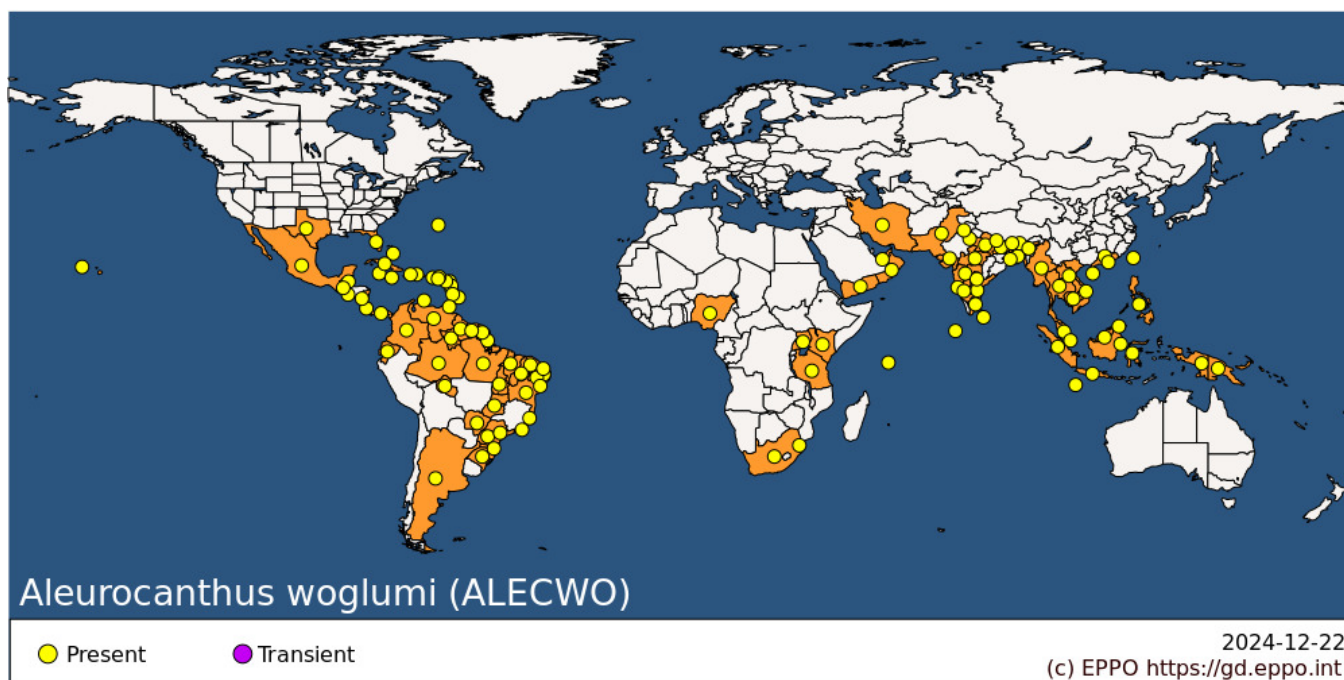 Aleurocanthus woglumi (ALECWO)
Present
Transient
2024-12-22
(c) EPPO https://gd.eppo.int